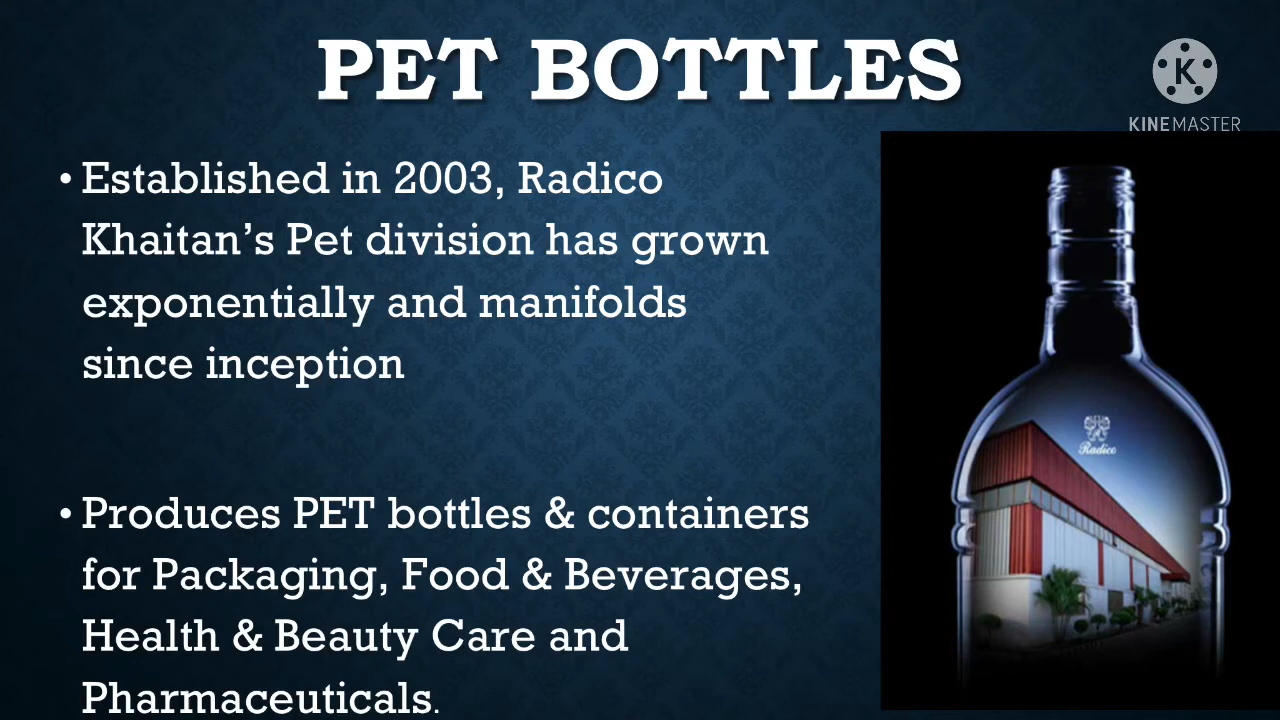 PET BOTTLES
K
KINEMASTER
• Established in 2003, Radico
Khaitan’s Pet division has grown
exponentially and manifolds
since inception
Radico
• Produces PET bottles & containers
for Packaging, Food & Beverages,
Health & Beauty Care and
Pharmaceuticals.